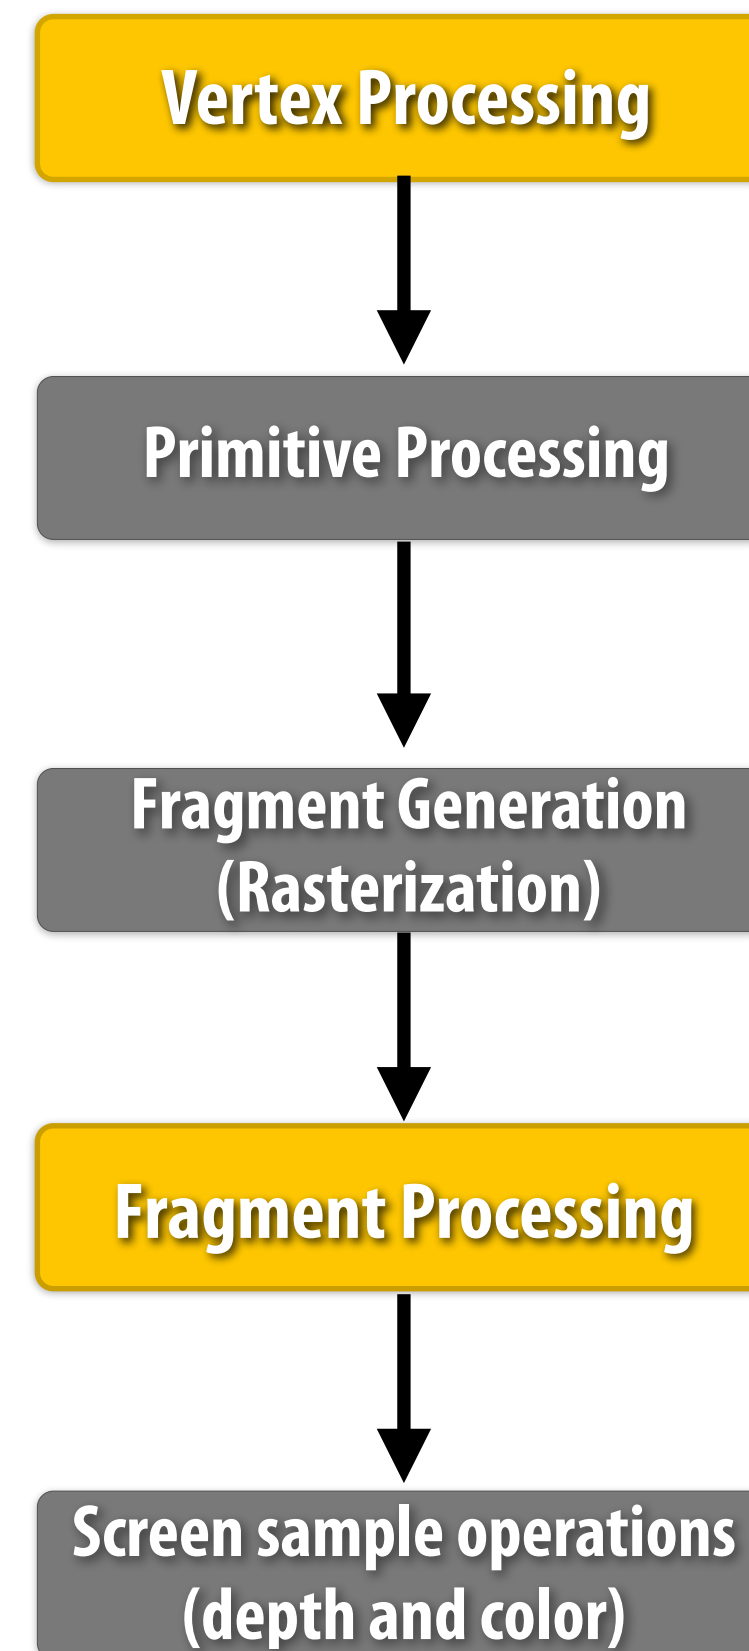 Vertex Processing
Primitive Processing
Fragment Generation
(Rasterization)
Fragment Processing
Screen sample operations
(depth and color)